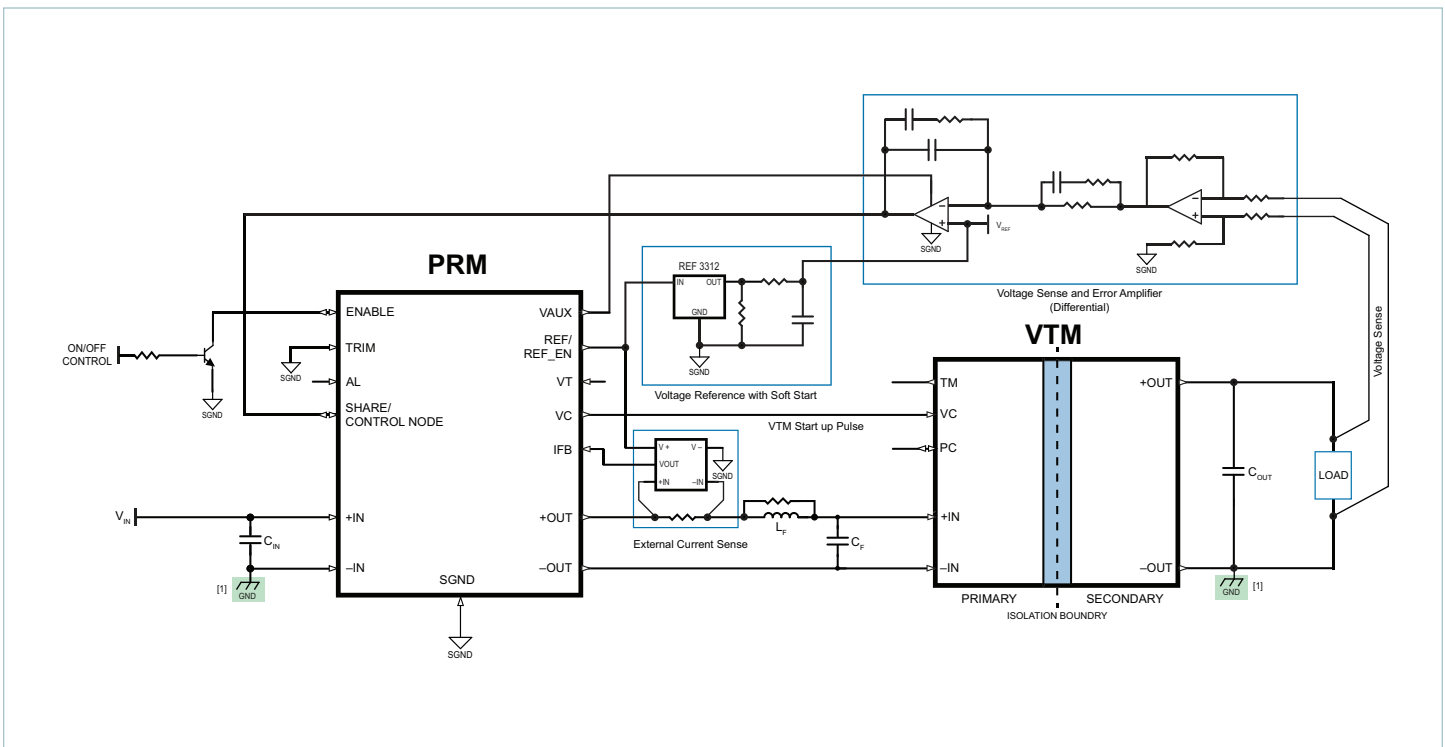 PRM
ENABLE
TRIM
AL
SHARE/
CONTROL NODE
+IN
–IN
SGND
VAUX
REF/
REF_EN
VT
VC
IFB
+OUT
–OUT
ON/OFF
CONTROL
SGND
SGND
VIN
CIN
[1]
GND
SGND
REF 3312
IN
OUT
GND
SGND
Voltage Reference with Soft Start
VTM Start up Pulse
V +
V –
VOUT
+IN
–IN
SGND
External Current Sense
LF
CF
–
+
SGND
VREF
–
+
SGND
Voltage Sense and Error Amplifier
(Differential)
VTM
TM
VC
PC
+IN
–IN
+OUT
–OUT
PRIMARY
SECONDARY
ISOLATION BOUNDRY
COUT
LOAD
Voltage Sense
GND
[1]